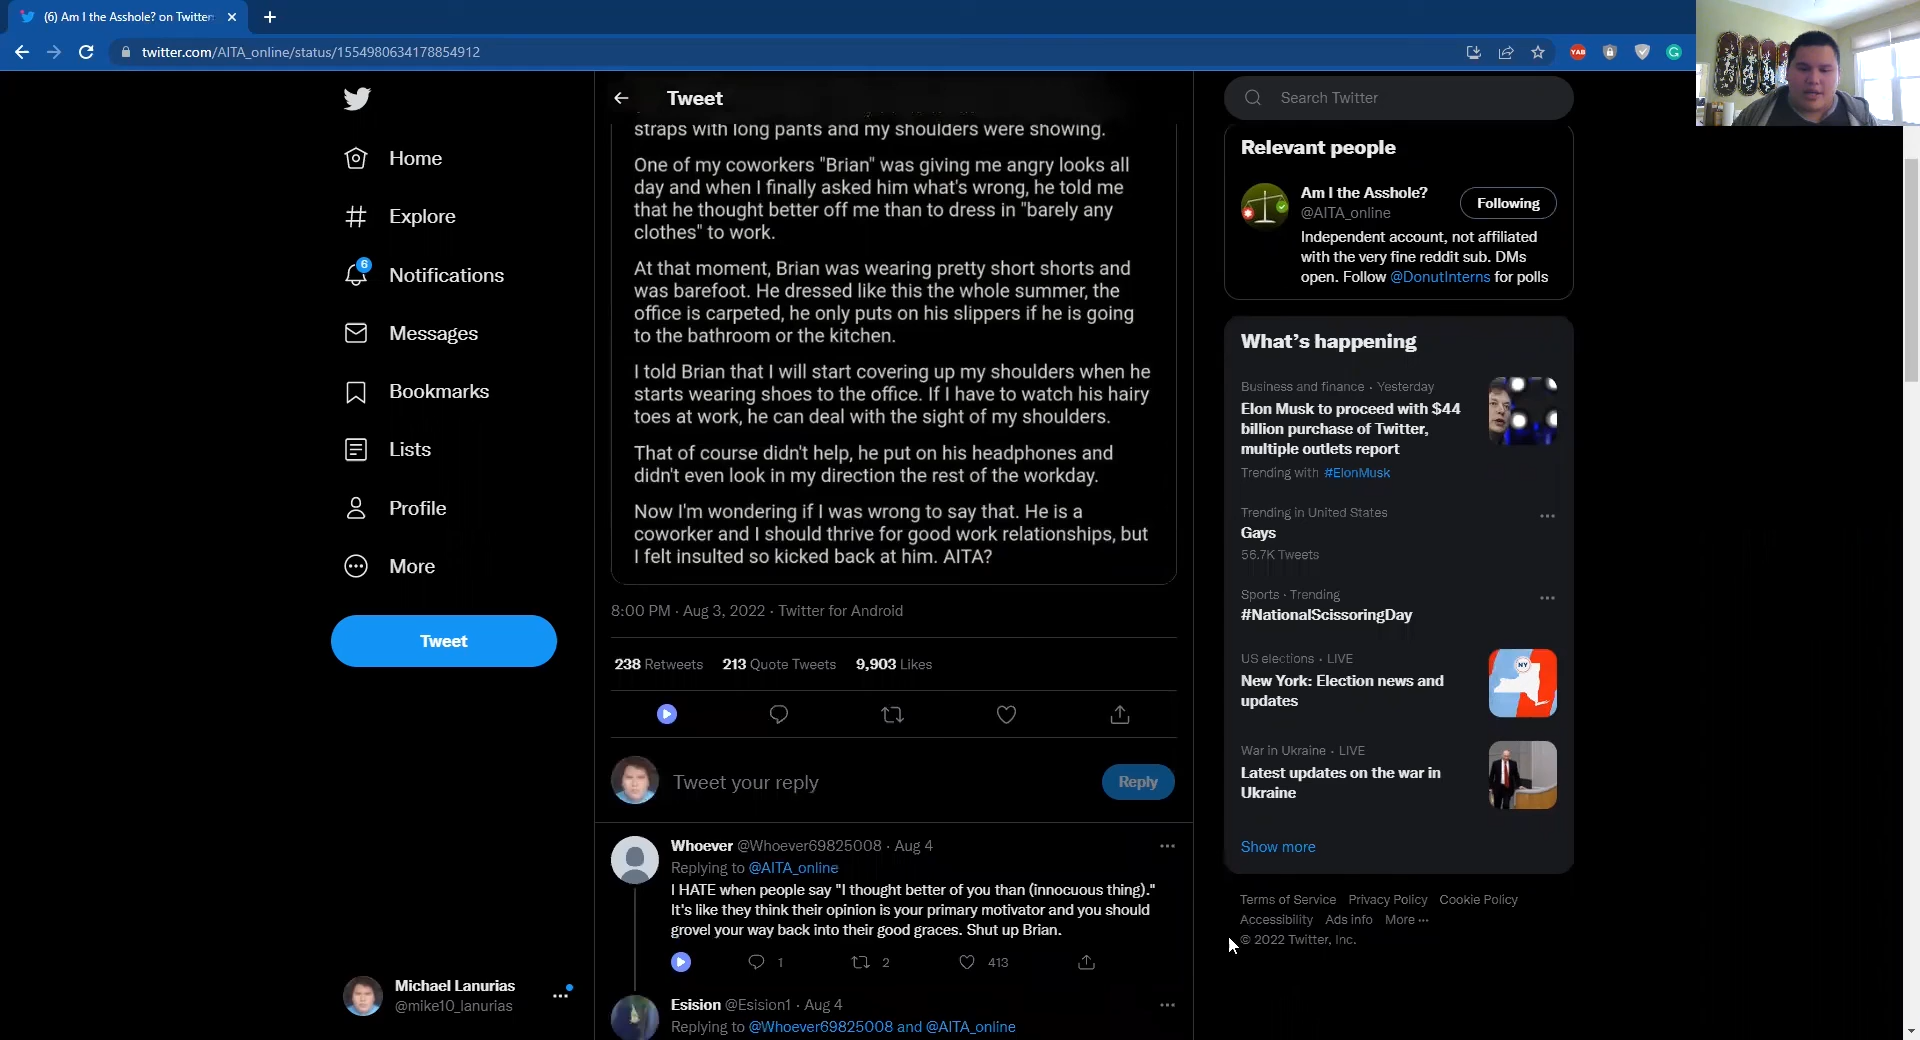 (6) Am I the Asshole? on Twitter:
twitter.com/AITA_online/status/1554980634178854912
YAB
Home
Explore
6
Notifications
Messages
Bookmarks
Lists
Profile
More
Tweet
Michael Lanurias
@mike10_lanurias
Tweet
straps with long pants and my shoulders were showing.
One of my coworkers "Brian" was giving me angry looks all
day and when I finally asked him what's wrong, he told me
that he thought better off me than to dress in "barely any
clothes" to work.
At that moment, Brian was wearing pretty short shorts and
was barefoot. He dressed like this the whole summer, the
office is carpeted, he only puts on his slippers if he is going
to the bathroom or the kitchen.
I told Brian that I will start covering up my shoulders when he
starts wearing shoes to the office. If I have to watch his hairy
toes at work, he can deal with the sight of my shoulders.
That of course didn't help, he put on his headphones and
didn't even look in my direction the rest of the workday.
Now I'm wondering if I was wrong to say that. He is a
coworker and I should thrive for good work relationships, but
I felt insulted so kicked back at him. AITA?
8:00 PM · Aug 3, 2022 · Twitter for Android
238 Retweets 213 Quote Tweets 9,903 Likes
Tweet your reply
Reply
Whoever @Whoever69825008 · Aug 4
Replying to @AITA_online
I HATE when people say "I thought better of you than (innocuous thing)."
It's like they think their opinion is your primary motivator and you should
grovel your way back into their good graces. Shut up Brian.
1 2 413
Esision @Esision1 · Aug 4
Replying to @Whoever69825008 and @AITA_online
Search Twitter
Relevant people
Am I the Asshole?
@AITA_online
Following
Independent account, not affiliated
with the very fine reddit sub. DMs
open. Follow @DonutInterns for polls
What's happening
Business and finance · Yesterday
Elon Musk to proceed with $44
billion purchase of Twitter,
multiple outlets report
Trending with #ElonMusk
Trending in United States
Gays
56.7K Tweets
Sports · Trending
#NationalScissoringDay
US elections · LIVE
New York: Election news and
updates
NY
War in Ukraine · LIVE
Latest updates on the war in
Ukraine
Show more
Terms of Service Privacy Policy Cookie Policy
Accessibility Ads info More ···
© 2022 Twitter, Inc.